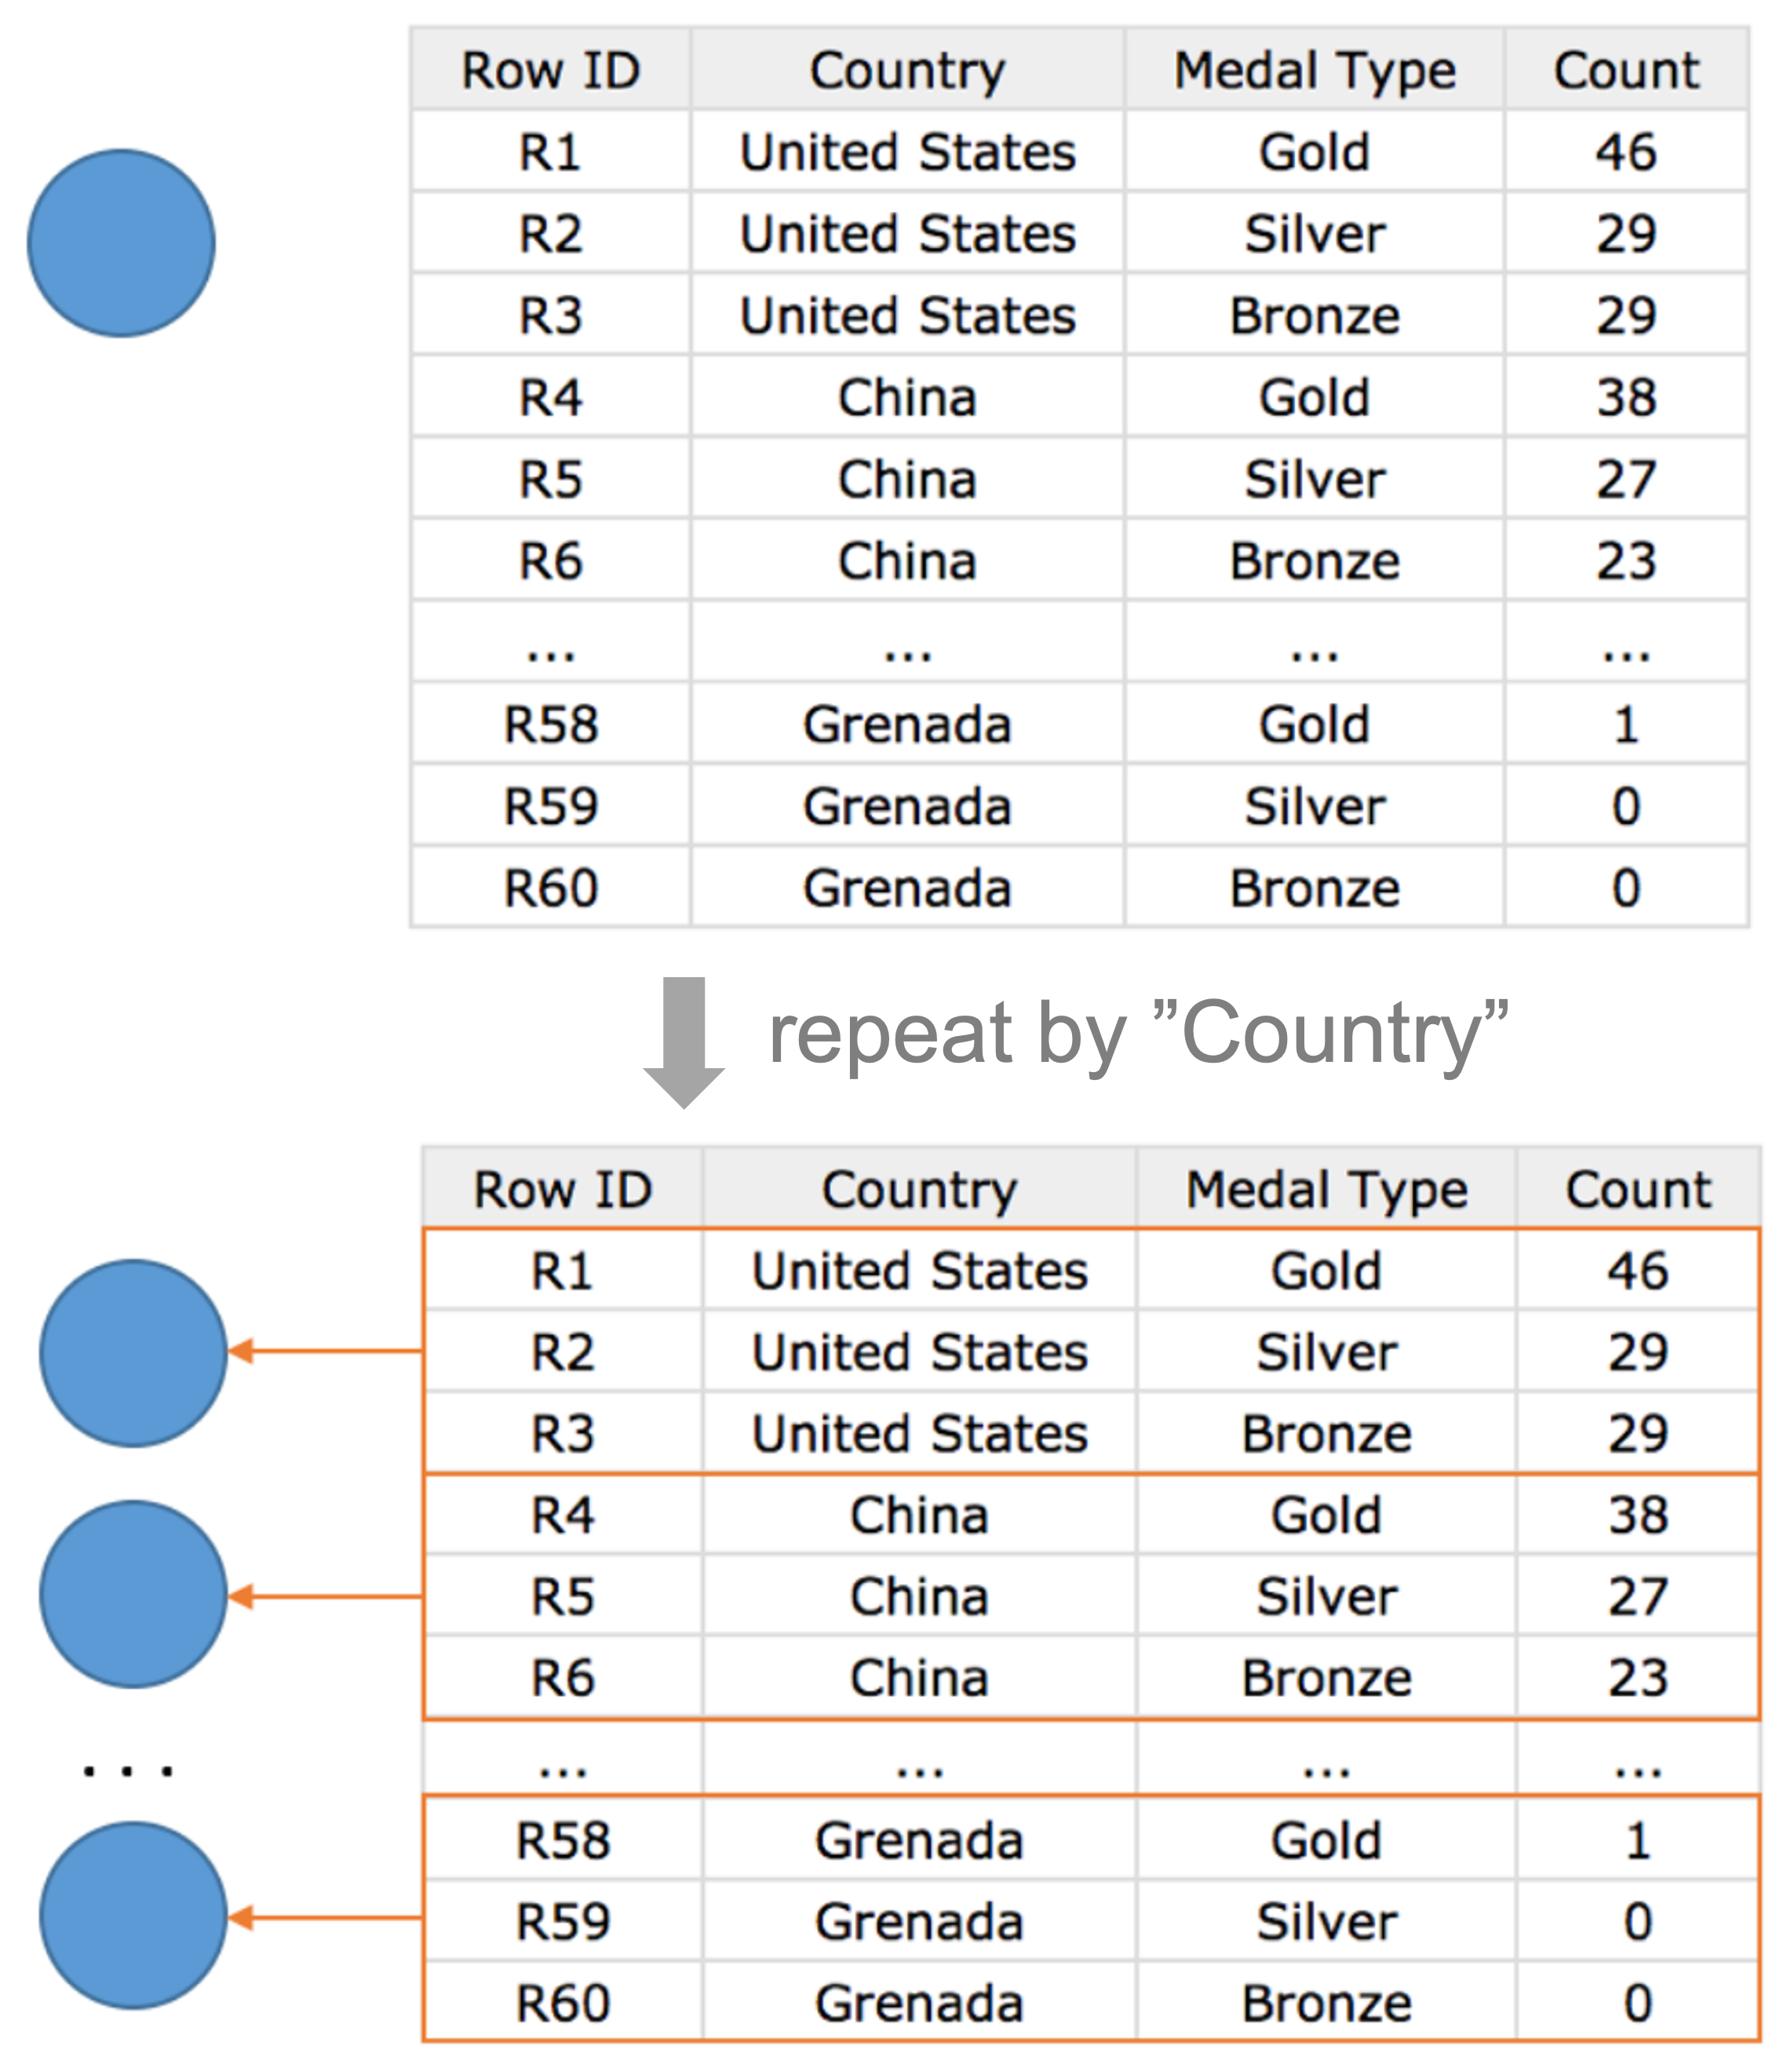 Row ID Country Medal Type Count
R1 United States Gold 46
R2 United States Silver 29
R3 United States Bronze 29
R4 China Gold 38
R5 China Silver 27
R6 China Bronze 23
... ... ... ...
R58 Grenada Gold 1
R59 Grenada Silver 0
R60 Grenada Bronze 0
repeat by ”Country”
Row ID Country Medal Type Count
R1 United States Gold 46
R2 United States Silver 29
R3 United States Bronze 29
R4 China Gold 38
R5 China Silver 27
R6 China Bronze 23
... ... ... ... ...
R58 Grenada Gold 1
R59 Grenada Silver 0
R60 Grenada Bronze 0